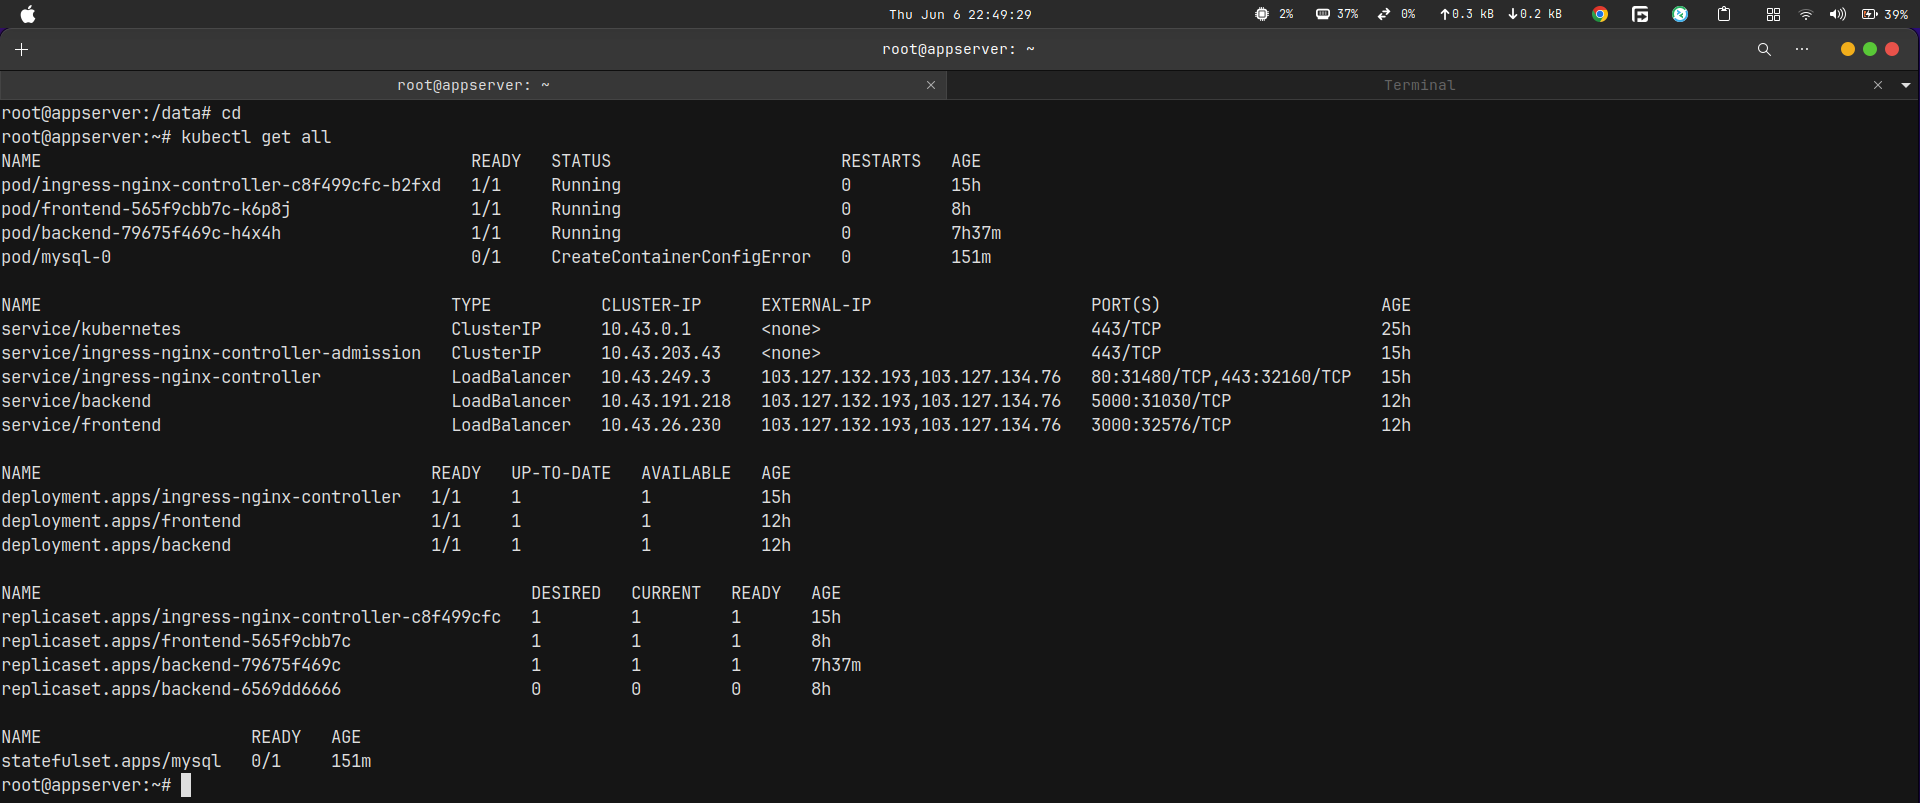 Thu Jun 6 22:49:29 2% 37% 0% 0.3 kB 0.2 kB 39%
root@appserver: ~
root@appserver: ~ Terminal
root@appserver:/data# cd
root@appserver:~# kubectl get all
NAME READY STATUS RESTARTS AGE
pod/ingress-nginx-controller-c8f499cfc-b2fxd 1/1 Running 0 15h
pod/frontend-565f9cbb7c-k6p8j 1/1 Running 0 8h
pod/backend-79675f469c-h4x4h 1/1 Running 0 7h37m
pod/mysql-0 0/1 CreateContainerConfigError 0 151m
NAME TYPE CLUSTER-IP EXTERNAL-IP PORT(S) AGE
service/kubernetes ClusterIP 10.43.0.1 <none> 443/TCP 25h
service/ingress-nginx-controller-admission ClusterIP 10.43.203.43 <none> 443/TCP 15h
service/ingress-nginx-controller LoadBalancer 10.43.249.3 103.127.132.193,103.127.134.76 80:31480/TCP,443:32160/TCP 15h
service/backend LoadBalancer 10.43.191.218 103.127.132.193,103.127.134.76 5000:31030/TCP 12h
service/frontend LoadBalancer 10.43.26.230 103.127.132.193,103.127.134.76 3000:32576/TCP 12h
NAME READY UP-TO-DATE AVAILABLE AGE
deployment.apps/ingress-nginx-controller 1/1 1 1 15h
deployment.apps/frontend 1/1 1 1 12h
deployment.apps/backend 1/1 1 1 12h
NAME DESIRED CURRENT READY AGE
replicaset.apps/ingress-nginx-controller-c8f499cfc 1 1 1 15h
replicaset.apps/frontend-565f9cbb7c 1 1 1 8h
replicaset.apps/backend-79675f469c 1 1 1 7h37m
replicaset.apps/backend-6569dd6666 0 0 0 8h
NAME READY AGE
statefulset.apps/mysql 0/1 151m
root@appserver:~#